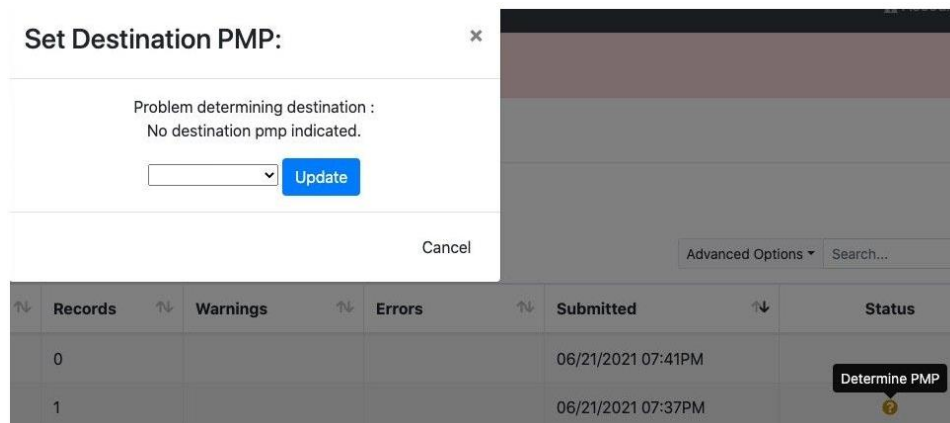 Set Destination PMP: ×
Problem determining destination :
No destination pmp indicated.
Update
Cancel
Advanced Options Search...
Records Warnings Errors Submitted Status
0 06/21/2021 07:41PM
Determine PMP
1 06/21/2021 07:37PM ?